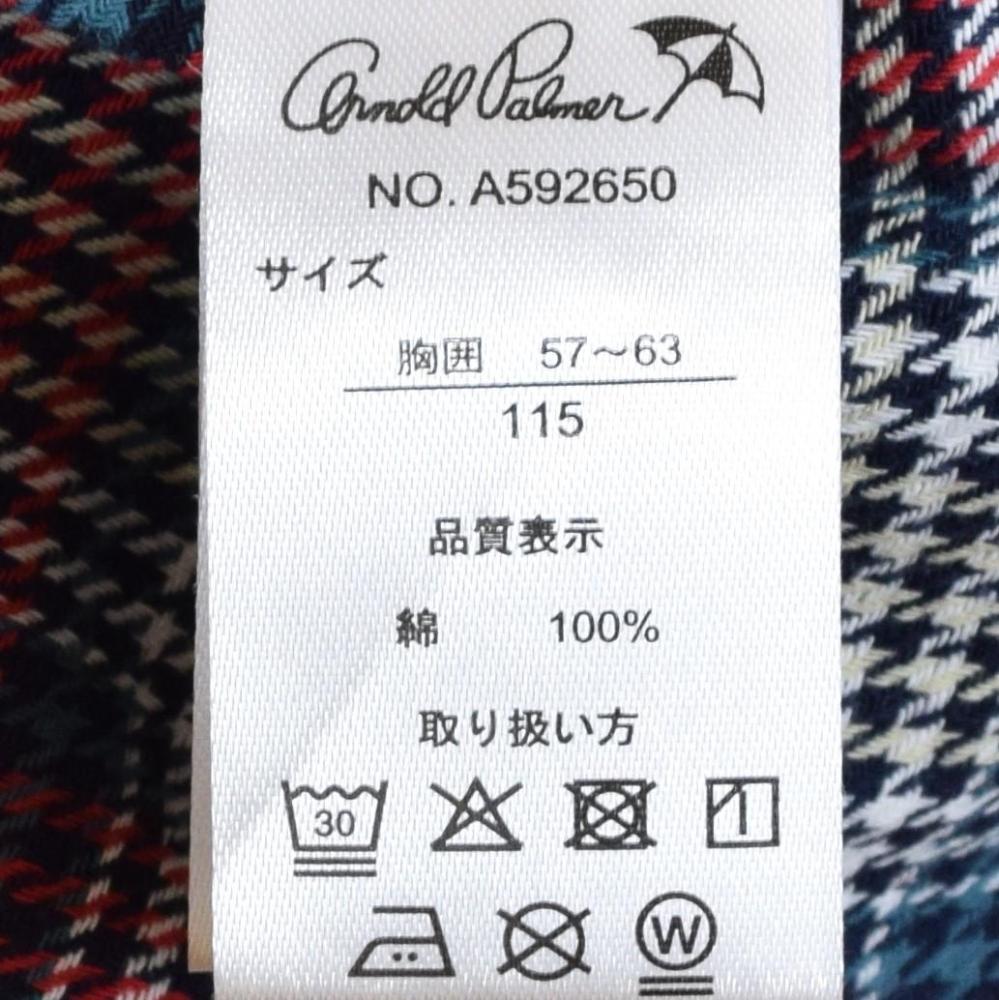 Arnold Palmer
NO. A592650
サイズ
胸囲 57～63
115
品質表示
綿 100%
取り扱い方
30
W